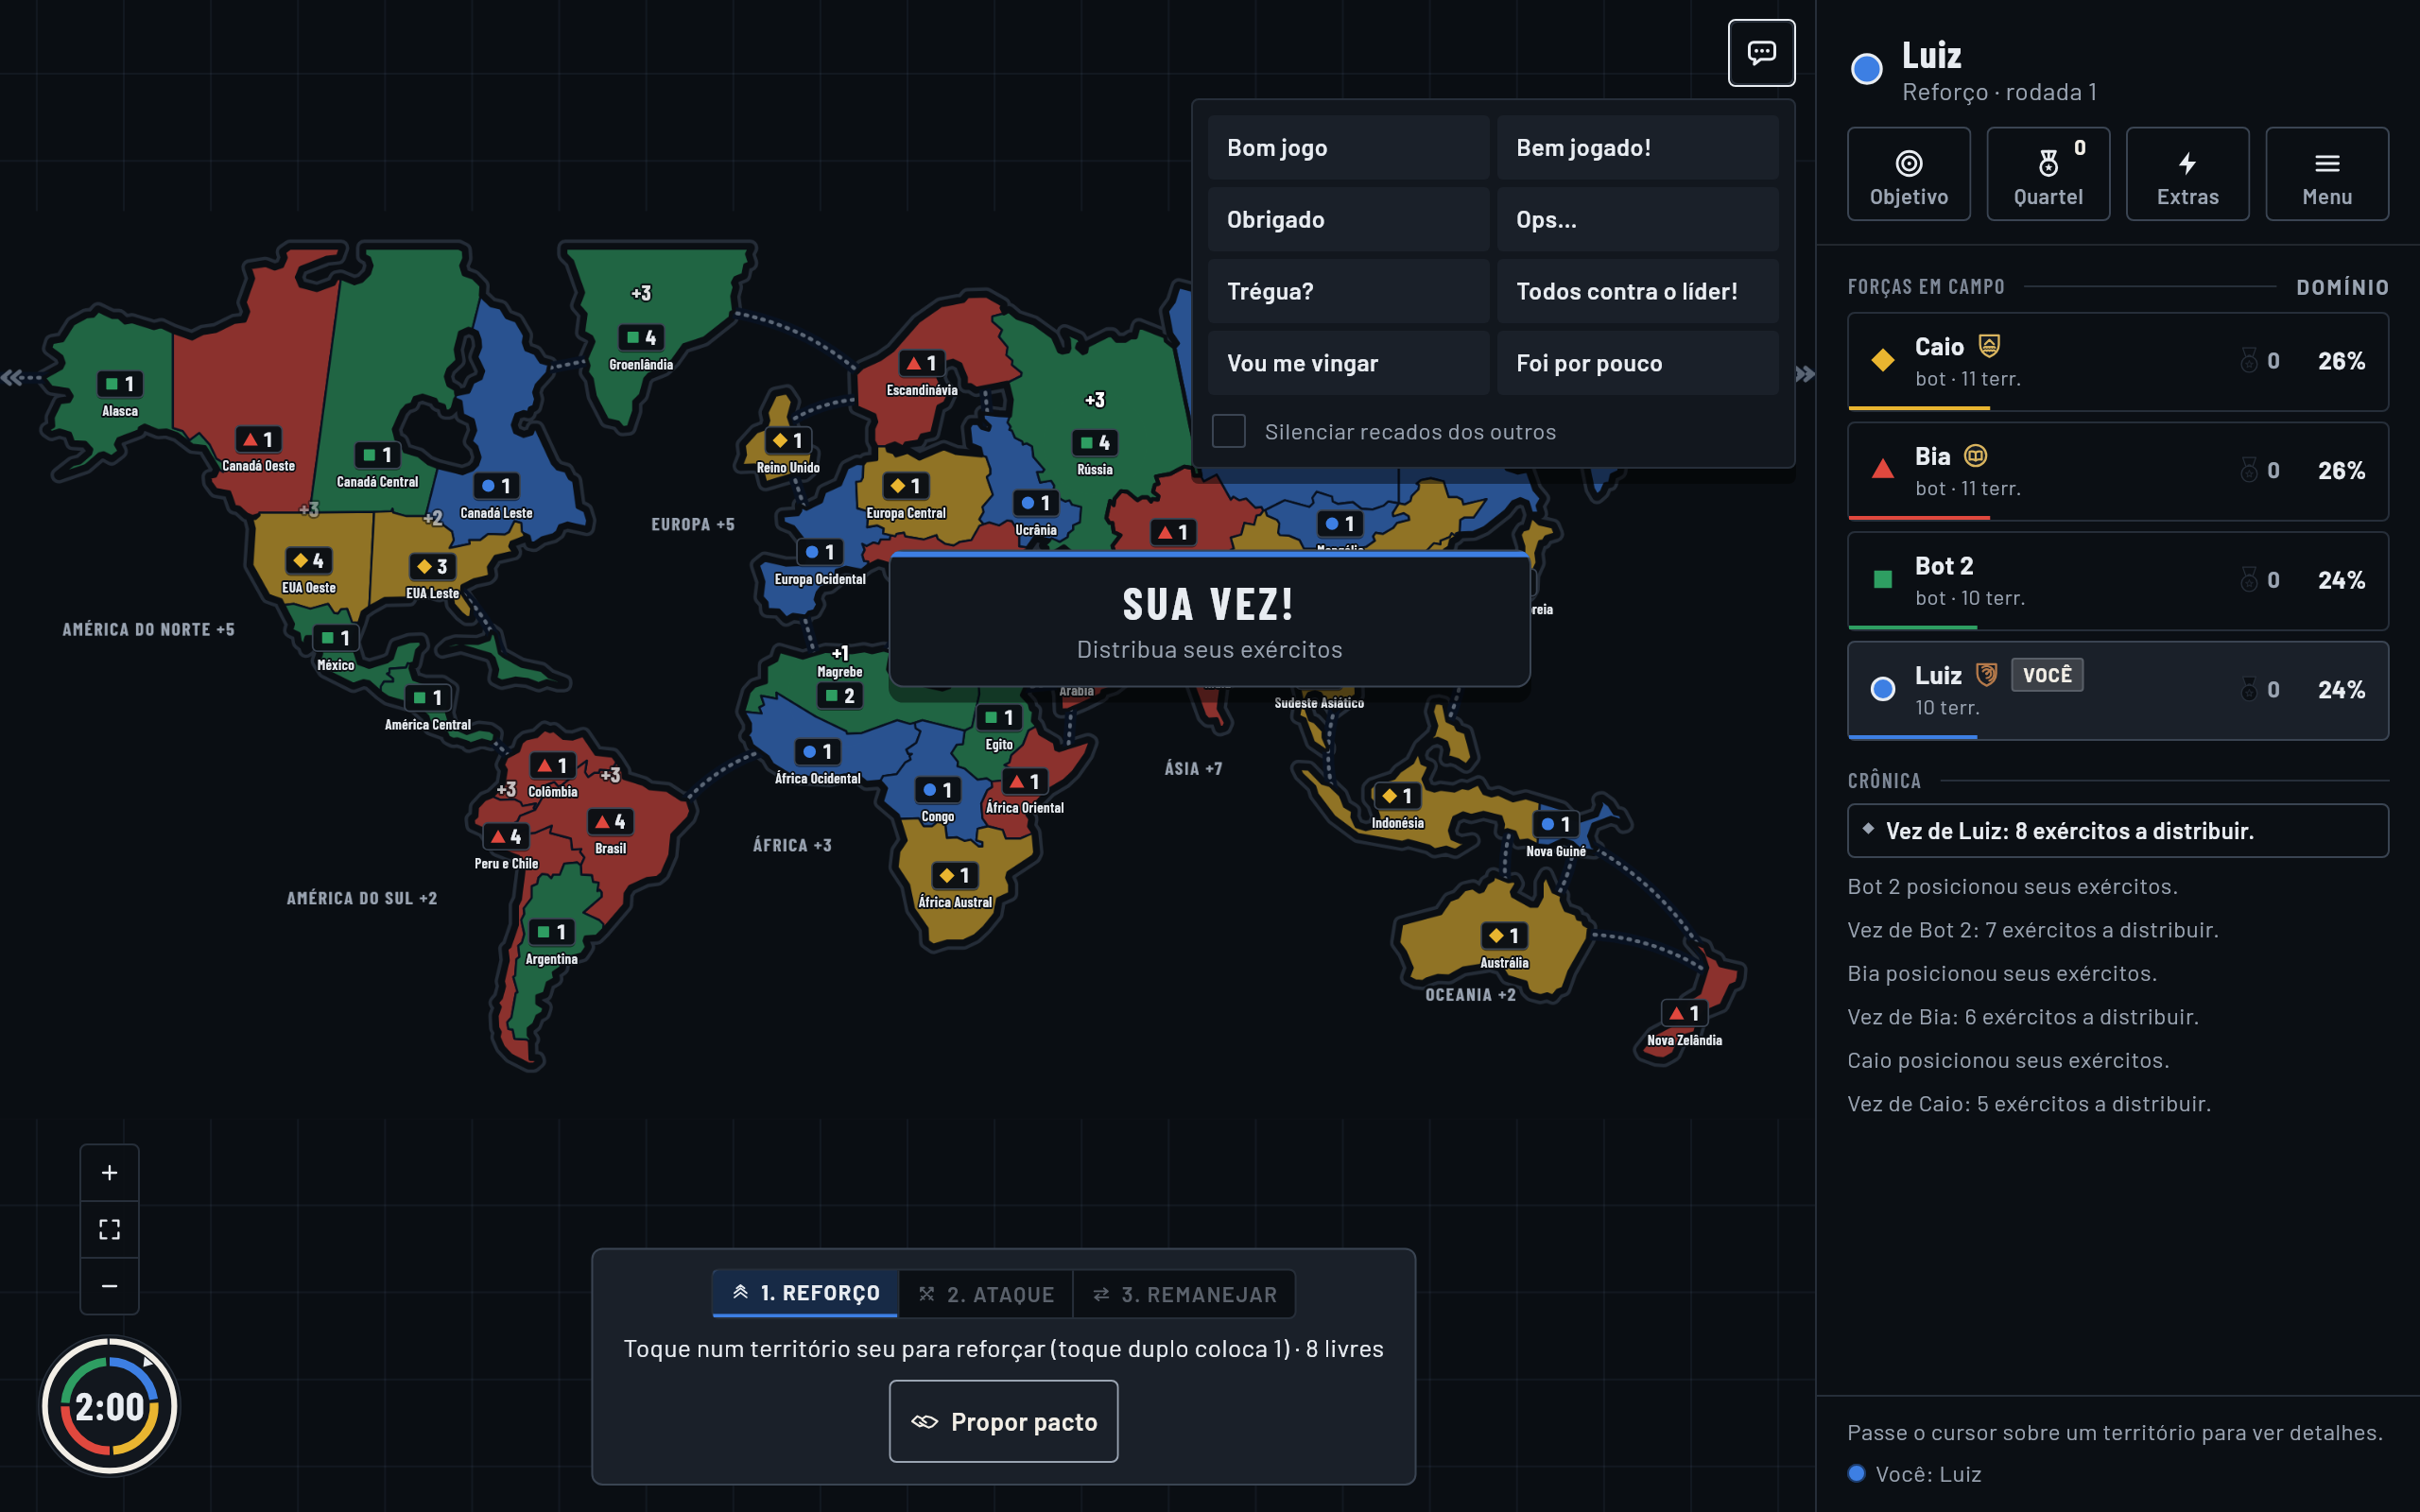 Luiz
Reforço · rodada 1
Objetivo
0
Quartel
Extras
Menu
Bom jogo
Bem jogado!
Obrigado
Ops...
Trégua?
Todos contra o líder!
Vou me vingar
Foi por pouco
Silenciar recados dos outros
FORÇAS EM CAMPO
DOMÍNIO
Caio
bot · 11 terr.
0
26%
Bia
bot · 11 terr.
0
26%
Bot 2
bot · 10 terr.
0
24%
Luiz
VOCÊ
10 terr.
0
24%
CRÔNICA
Vez de Luiz: 8 exércitos a distribuir.
Bot 2 posicionou seus exércitos.
Vez de Bot 2: 7 exércitos a distribuir.
Bia posicionou seus exércitos.
Vez de Bia: 6 exércitos a distribuir.
Caio posicionou seus exércitos.
Vez de Caio: 5 exércitos a distribuir.
Passe o cursor sobre um território para ver detalhes.
Você: Luiz
+3
4
Groenlândia
1
Alasca
1
Canadá Oeste
1
Canadá Central
1
Canadá Leste
+3
4
EUA Oeste
+2
3
EUA Leste
AMÉRICA DO NORTE +5
1
México
1
América Central
1
Colômbia
+3
4
Peru e Chile
+3
4
Brasil
1
Argentina
AMÉRICA DO SUL +2
1
Escandinávia
1
Reino Unido
1
Europa Central
1
Ucrânia
+3
4
Rússia
EUROPA +5
1
Europa Ocidental
1
1
SUA VEZ!
Distribua seus exércitos
+1
Magrebe
2
1
Egito
1
África Ocidental
1
Congo
1
África Oriental
1
África Austral
ÁFRICA +3
Arábia
Sudeste Asiático
ÁSIA +7
1
Indonésia
1
Nova Guiné
1
Austrália
OCEANIA +2
1
Nova Zelândia
+
−
2:00
1. REFORÇO
2. ATAQUE
3. REMANEJAR
Toque num território seu para reforçar (toque duplo coloca 1) · 8 livres
Propor pacto